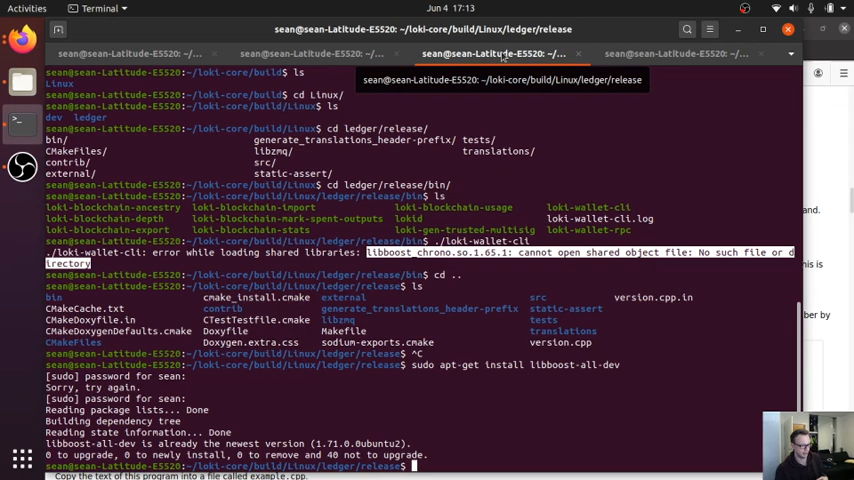 Activities
Terminal
Jun 4 17:13
sean@sean-Latitude-E5520: ~/loki-core/build/Linux/ledger/release
sean@sean-Latitude-E5520: ~/...
sean@sean-Latitude-E5520: ~/...
sean@sean-Latitude-E5520: ~/...
sean@sean-Latitude-E5520: ~/...
sean@sean-Latitude-E5520:~/loki-core/build$ ls
Linux
sean@sean-Latitude-E5520:~/loki-core/build$ cd Linux/
sean@sean-Latitude-E5520: ~/loki-core/build/Linux/ledger/release
sean@sean-Latitude-E5520:~/loki-core/build/Linux$ ls
dev ledger
sean@sean-Latitude-E5520:~/loki-core/build/Linux$ cd ledger/release/
bin/ generate_translations_header-prefix/ tests/
CMakeFiles/ libzmq/ translations/
contrib/ src/
external/ static-assert/
sean@sean-Latitude-E5520:~/loki-core/build/Linux$ cd ledger/release/bin/
sean@sean-Latitude-E5520:~/loki-core/build/Linux/ledger/release/bin$ ls
loki-blockchain-ancestry loki-blockchain-import loki-blockchain-usage loki-wallet-cli
loki-blockchain-depth loki-blockchain-mark-spent-outputs lokid loki-wallet-cli.log
loki-blockchain-export loki-blockchain-stats loki-gen-trusted-multisig loki-wallet-rpc
sean@sean-Latitude-E5520:~/loki-core/build/Linux/ledger/release/bin$ ./loki-wallet-cli
./loki-wallet-cli: error while loading shared libraries: libboost_chrono.so.1.65.1: cannot open shared object file: No such file or d
irectory
sean@sean-Latitude-E5520:~/loki-core/build/Linux/ledger/release/bin$ cd ..
sean@sean-Latitude-E5520:~/loki-core/build/Linux/ledger/release$ ls
bin cmake_install.cmake external src version.cpp.in
CMakeCache.txt contrib generate_translations_header-prefix static-assert
CMakeDoxyfile.in CTestTestfile.cmake libzmq tests
CMakeDoxygenDefaults.cmake Doxyfile Makefile translations
CMakeFiles Doxygen.extra.css sodium-exports.cmake version.cpp
sean@sean-Latitude-E5520:~/loki-core/build/Linux/ledger/release$ ^C
sean@sean-Latitude-E5520:~/loki-core/build/Linux/ledger/release$ sudo apt-get install libboost-all-dev
[sudo] password for sean:
Sorry, try again.
[sudo] password for sean:
Reading package lists... Done
Building dependency tree
Reading state information... Done
libboost-all-dev is already the newest version (1.71.0.0ubuntu2).
0 to upgrade, 0 to newly install, 0 to remove and 40 not to upgrade.
sean@sean-Latitude-E5520:~/loki-core/build/Linux/ledger/release$
and.
his is
ber by
Copy the text of this program into a file called example.cpp.